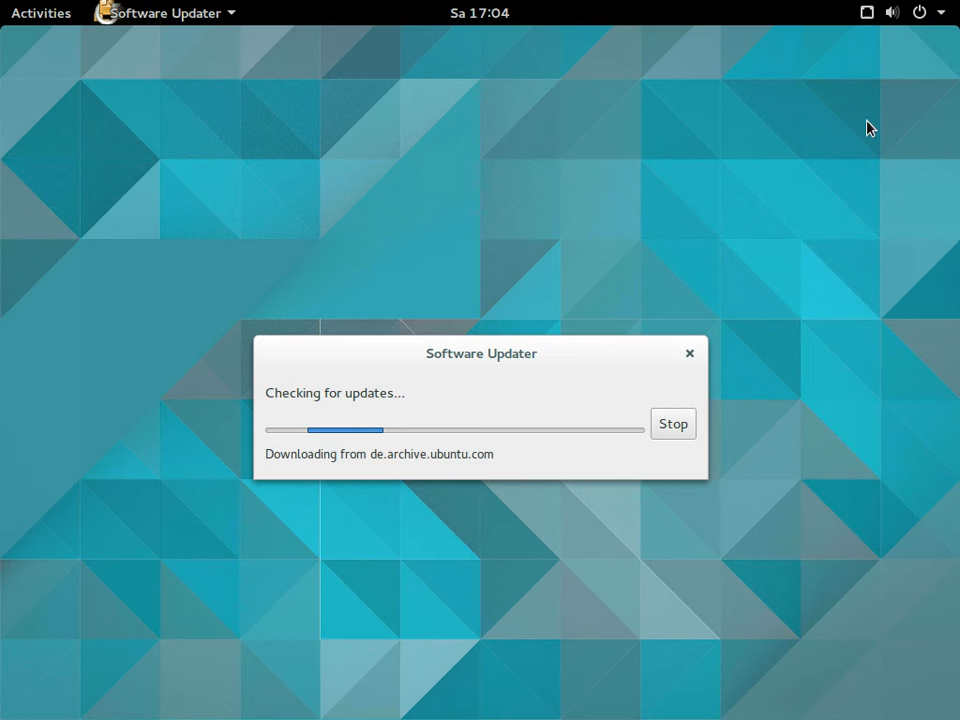 Activities Software Updater Sa 17:04
Software Updater
Checking for updates...
Stop
Downloading from de.archive.ubuntu.com